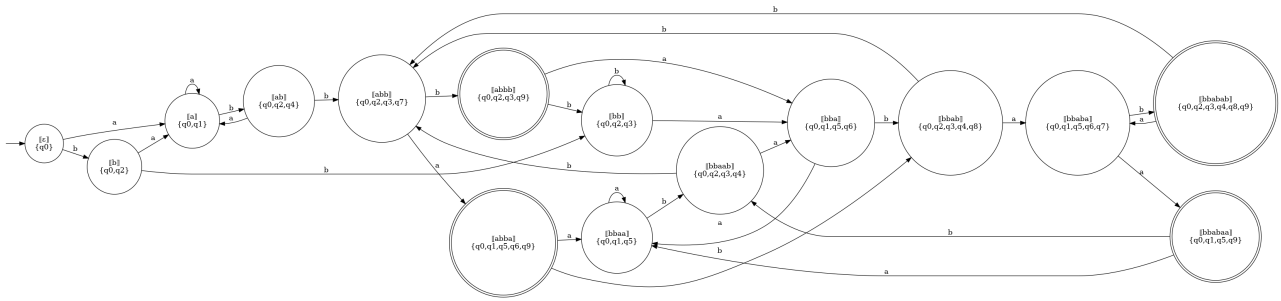 b
b
⟦ε⟧
{q0}
a
b
⟦b⟧
{q0,q2}
a
b
⟦a⟧
{q0,q1}
a
b
⟦ab⟧
{q0,q2,q4}
a
b
⟦abb⟧
{q0,q2,q3,q7}
b
a
⟦abbb⟧
{q0,q2,q3,q9}
a
b
⟦bb⟧
{q0,q2,q3}
b
a
⟦bba⟧
{q0,q1,q5,q6}
b
a
⟦bbab⟧
{q0,q2,q3,q4,q8}
a
⟦bbaba⟧
{q0,q1,q5,q6,q7}
b
a
a
⟦bbabab⟧
{q0,q2,q3,q4,q8,q9}
⟦bbaab⟧
{q0,q2,q3,q4}
a
b
⟦abba⟧
{q0,q1,q5,q6,q9}
a
b
⟦bbaa⟧
{q0,q1,q5}
a
b
⟦bbabaa⟧
{q0,q1,q5,q9}
b
a